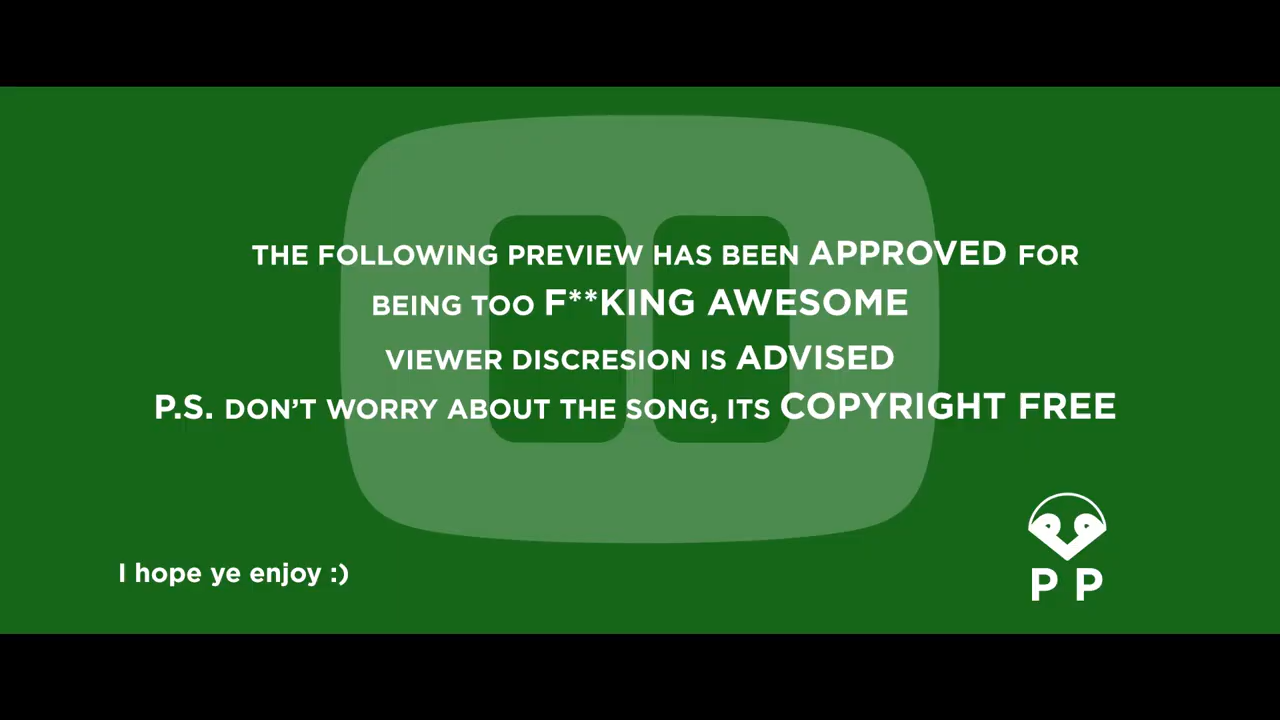 THE FOLLOWING PREVIEW HAS BEEN APPROVED FOR
BEING TOO F**KING AWESOME
VIEWER DISCRESION IS ADVISED
P.S. DON’T WORRY ABOUT THE SONG, ITS COPYRIGHT FREE
I hope ye enjoy :)
P P